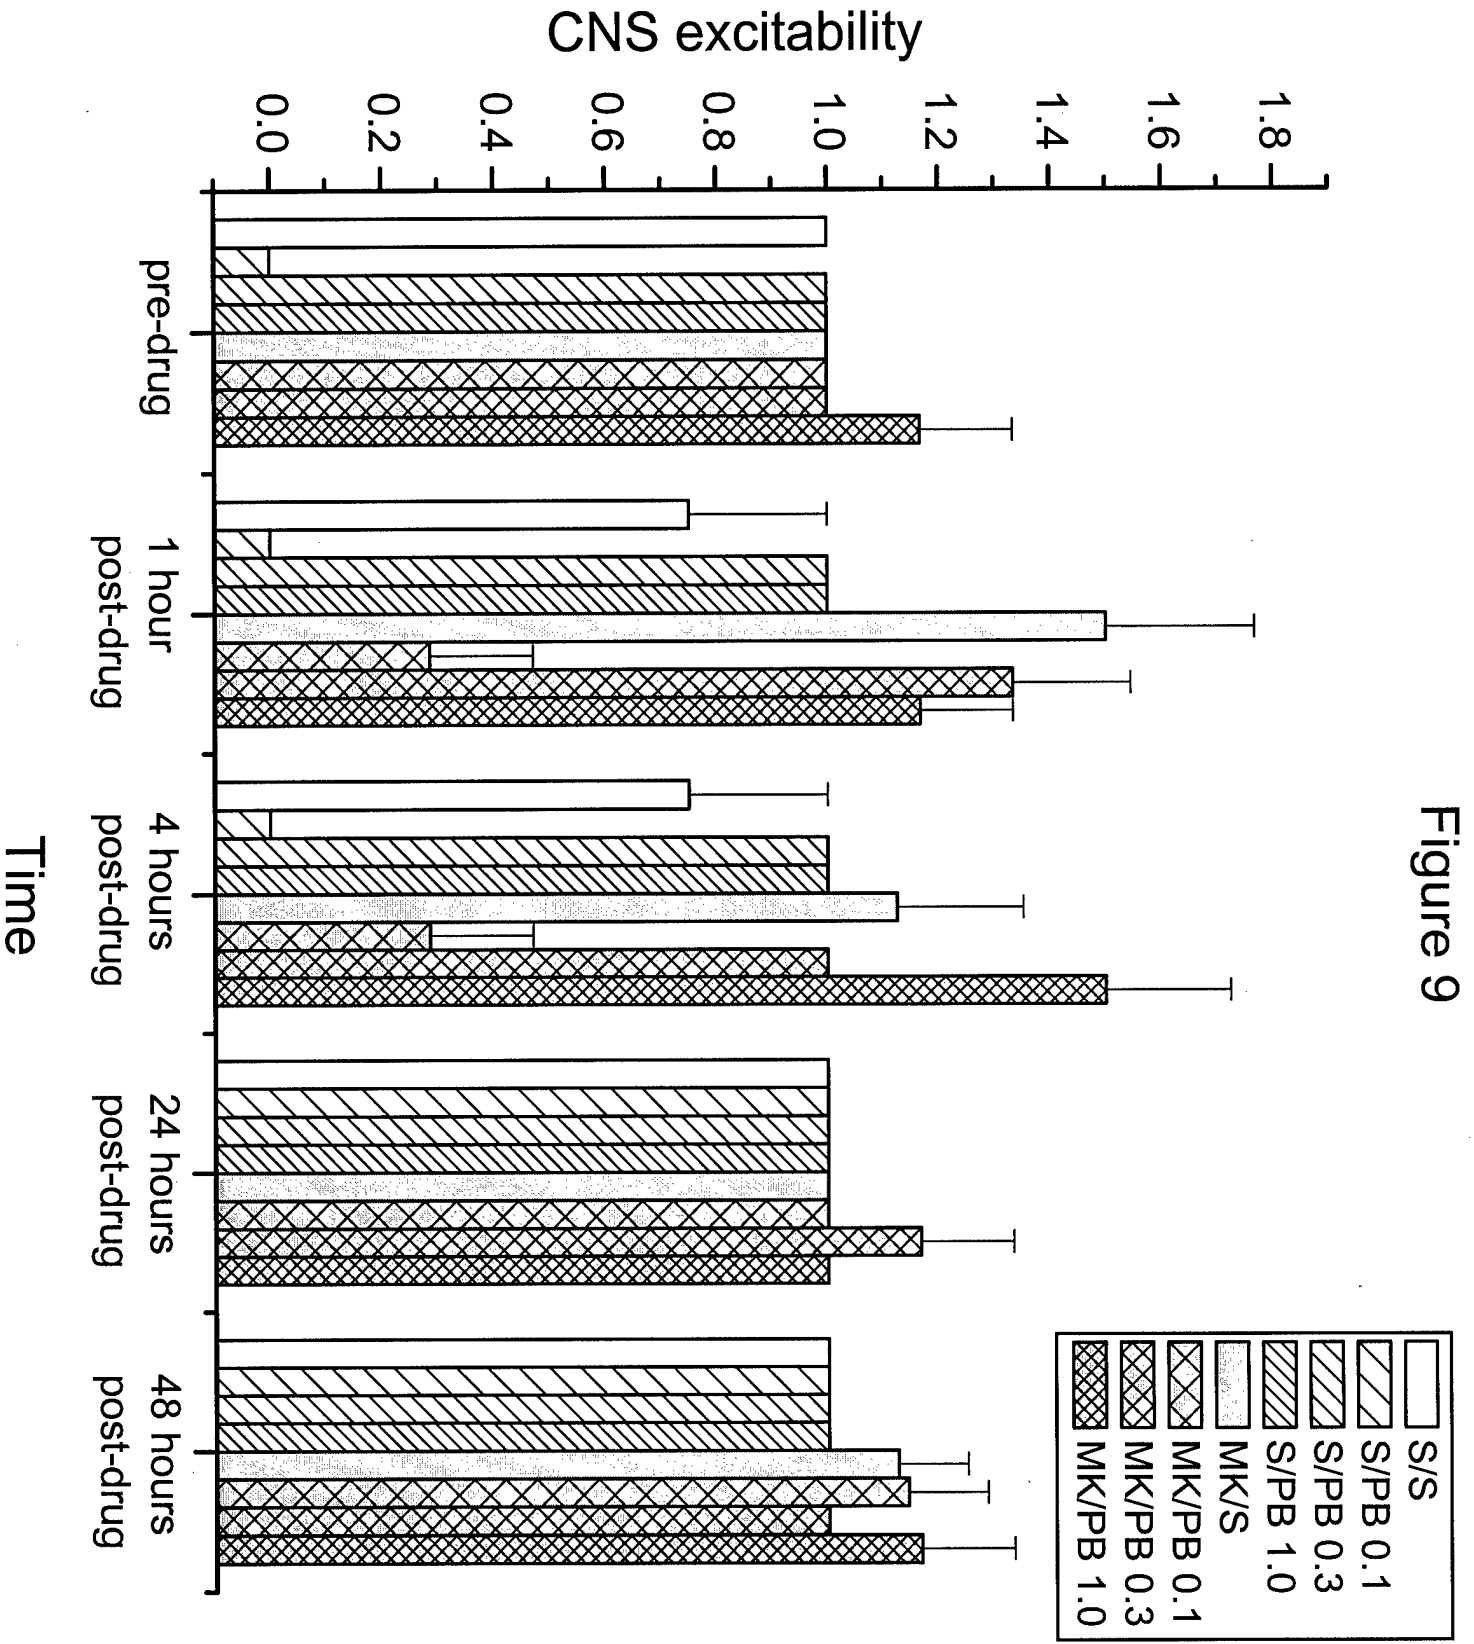 Figure 9
S/S
S/PB 0.1
S/PB 0.3
S/PB 1.0
MK/S
MK/PB 0.1
MK/PB 0.3
MK/PB 1.0
CNS excitability
1.8
1.6
1.4
1.2
1.0
0.8
0.6
0.4
0.2
0.0
pre-drug
1 hour
post-drug
4 hours
post-drug
24 hours
post-drug
48 hours
post-drug
Time